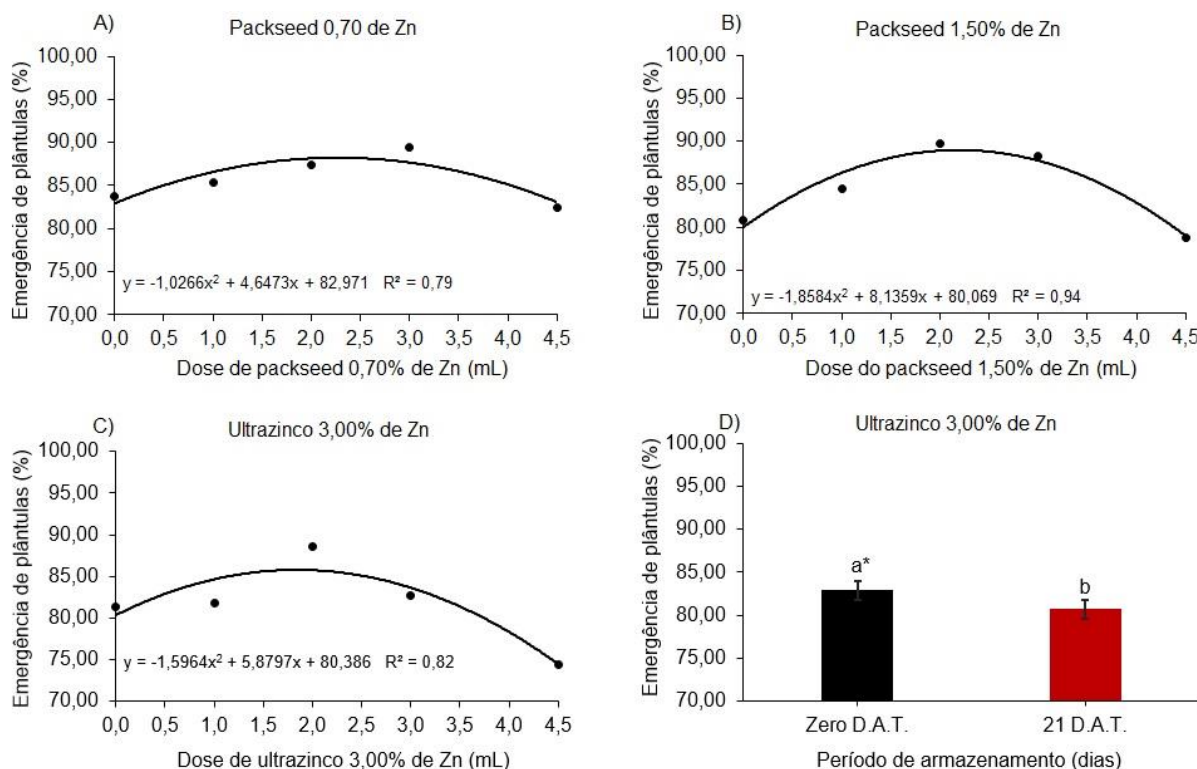 A)
Packseed 0,70 de Zn
Emergência de plântulas (%)
100,00
95,00
90,00
85,00
80,00
75,00
70,00
y = -1,0266x² + 4,6473x + 82,971 R² = 0,79
0,0 0,5 1,0 1,5 2,0 2,5 3,0 3,5 4,0 4,5
Dose de packseed 0,70% de Zn (mL)
B)
Packseed 1,50% de Zn
Emergência de plântulas (%)
100,00
95,00
90,00
85,00
80,00
75,00
70,00
y = -1,8584x² + 8,1359x + 80,069 R² = 0,94
0,0 0,5 1,0 1,5 2,0 2,5 3,0 3,5 4,0 4,5
Dose do packseed 1,50% de Zn (mL)
C)
Ultrazinco 3,00% de Zn
Emergência de plântulas (%)
100,00
95,00
90,00
85,00
80,00
75,00
70,00
y = -1,5964x² + 5,8797x + 80,386 R² = 0,82
0,0 0,5 1,0 1,5 2,0 2,5 3,0 3,5 4,0 4,5
Dose de ultrazinco 3,00% de Zn (mL)
D)
Ultrazinco 3,00% de Zn
Emergência de plântulas (%)
100,00
95,00
90,00
85,00
80,00
75,00
70,00
a*
b
Zero D.A.T. 21 D.A.T.
Período de armazenamento (dias)